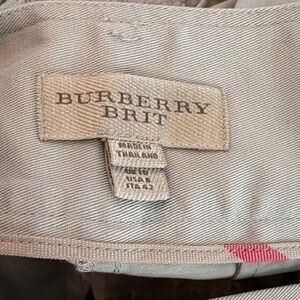 BURBERRY
BRIT
MADE IN
THAILAND
UK 10
USA 8
ITA 42